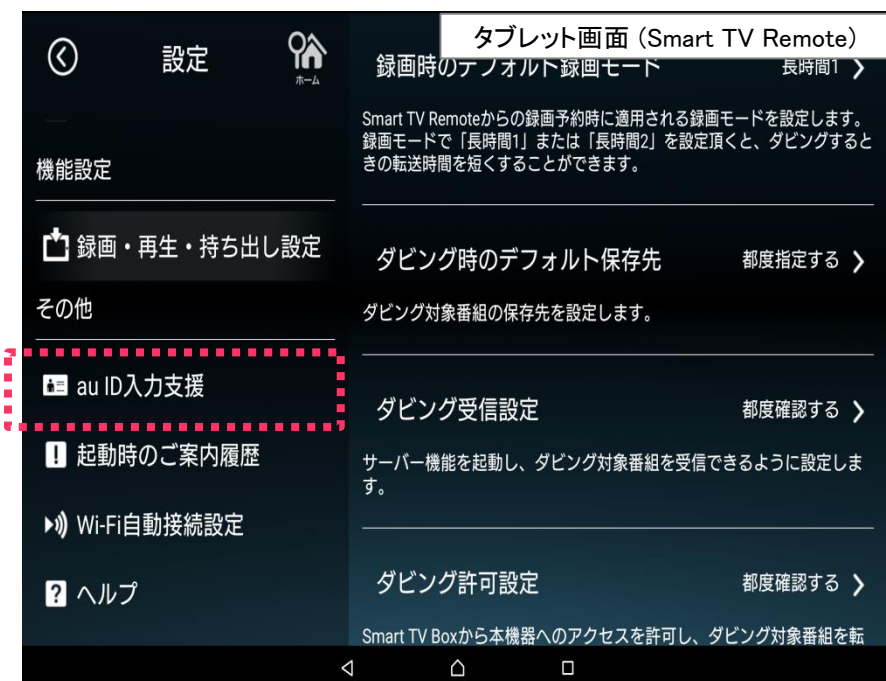 タブレット画面 (Smart TV Remote)
設定
ホーム
機能設定
録画・再生・持ち出し設定
その他
au ID入力支援
起動時のご案内履歴
Wi-Fi自動接続設定
ヘルプ
録画時のデフォルト録画モード
長時間1
Smart TV Remoteからの録画予約時に適用される録画モードを設定します。
録画モードで「長時間1」または「長時間2」を設定頂くと、ダビングすると
きの転送時間を短くすることができます。
ダビング時のデフォルト保存先
都度指定する
ダビング対象番組の保存先を設定します。
ダビング受信設定
都度確認する
サーバー機能を起動し、ダビング対象番組を受信できるように設定しま
す。
ダビング許可設定
都度確認する
Smart TV Boxから本機器へのアクセスを許可し、ダビング対象番組を転